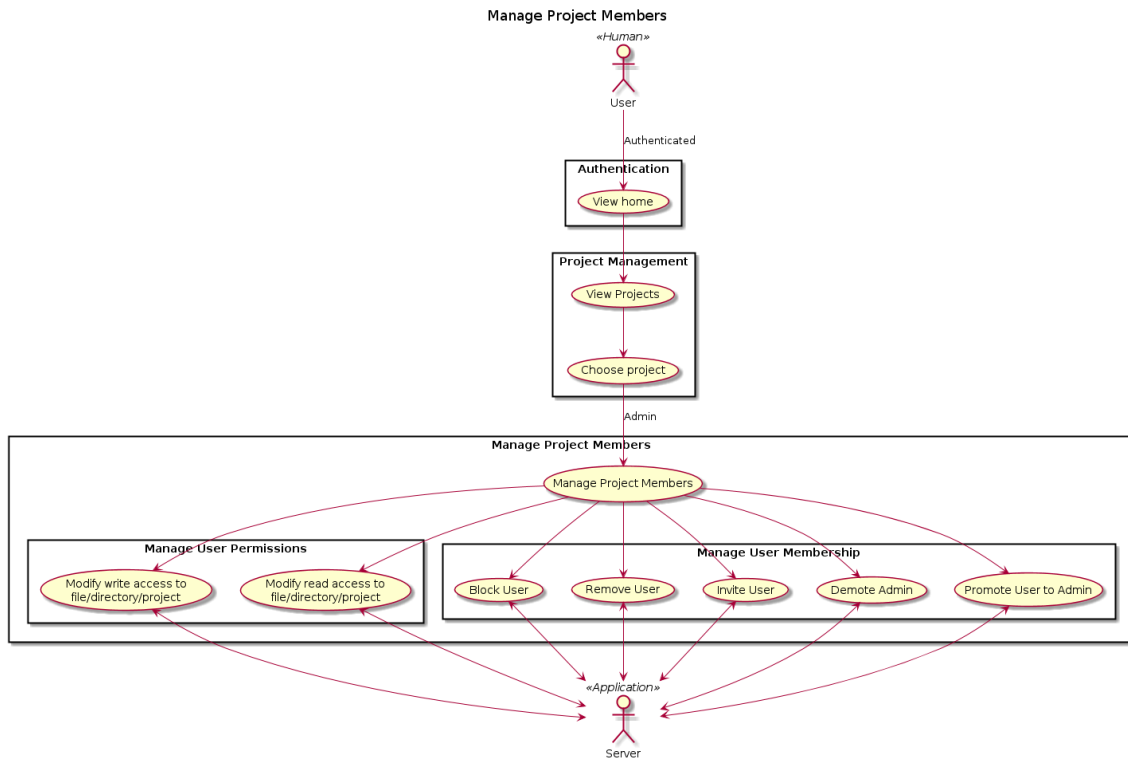 Manage Project Members
«Human»
User
Authenticated
Authentication
View home
Project Management
View Projects
Choose project
Admin
Manage Project Members
Manage Project Members
Manage User Permissions
Modify write access to
file/directory/project
Modify read access to
file/directory/project
Manage User Membership
Block User
Remove User
Invite User
Demote Admin
Promote User to Admin
«Application»
Server